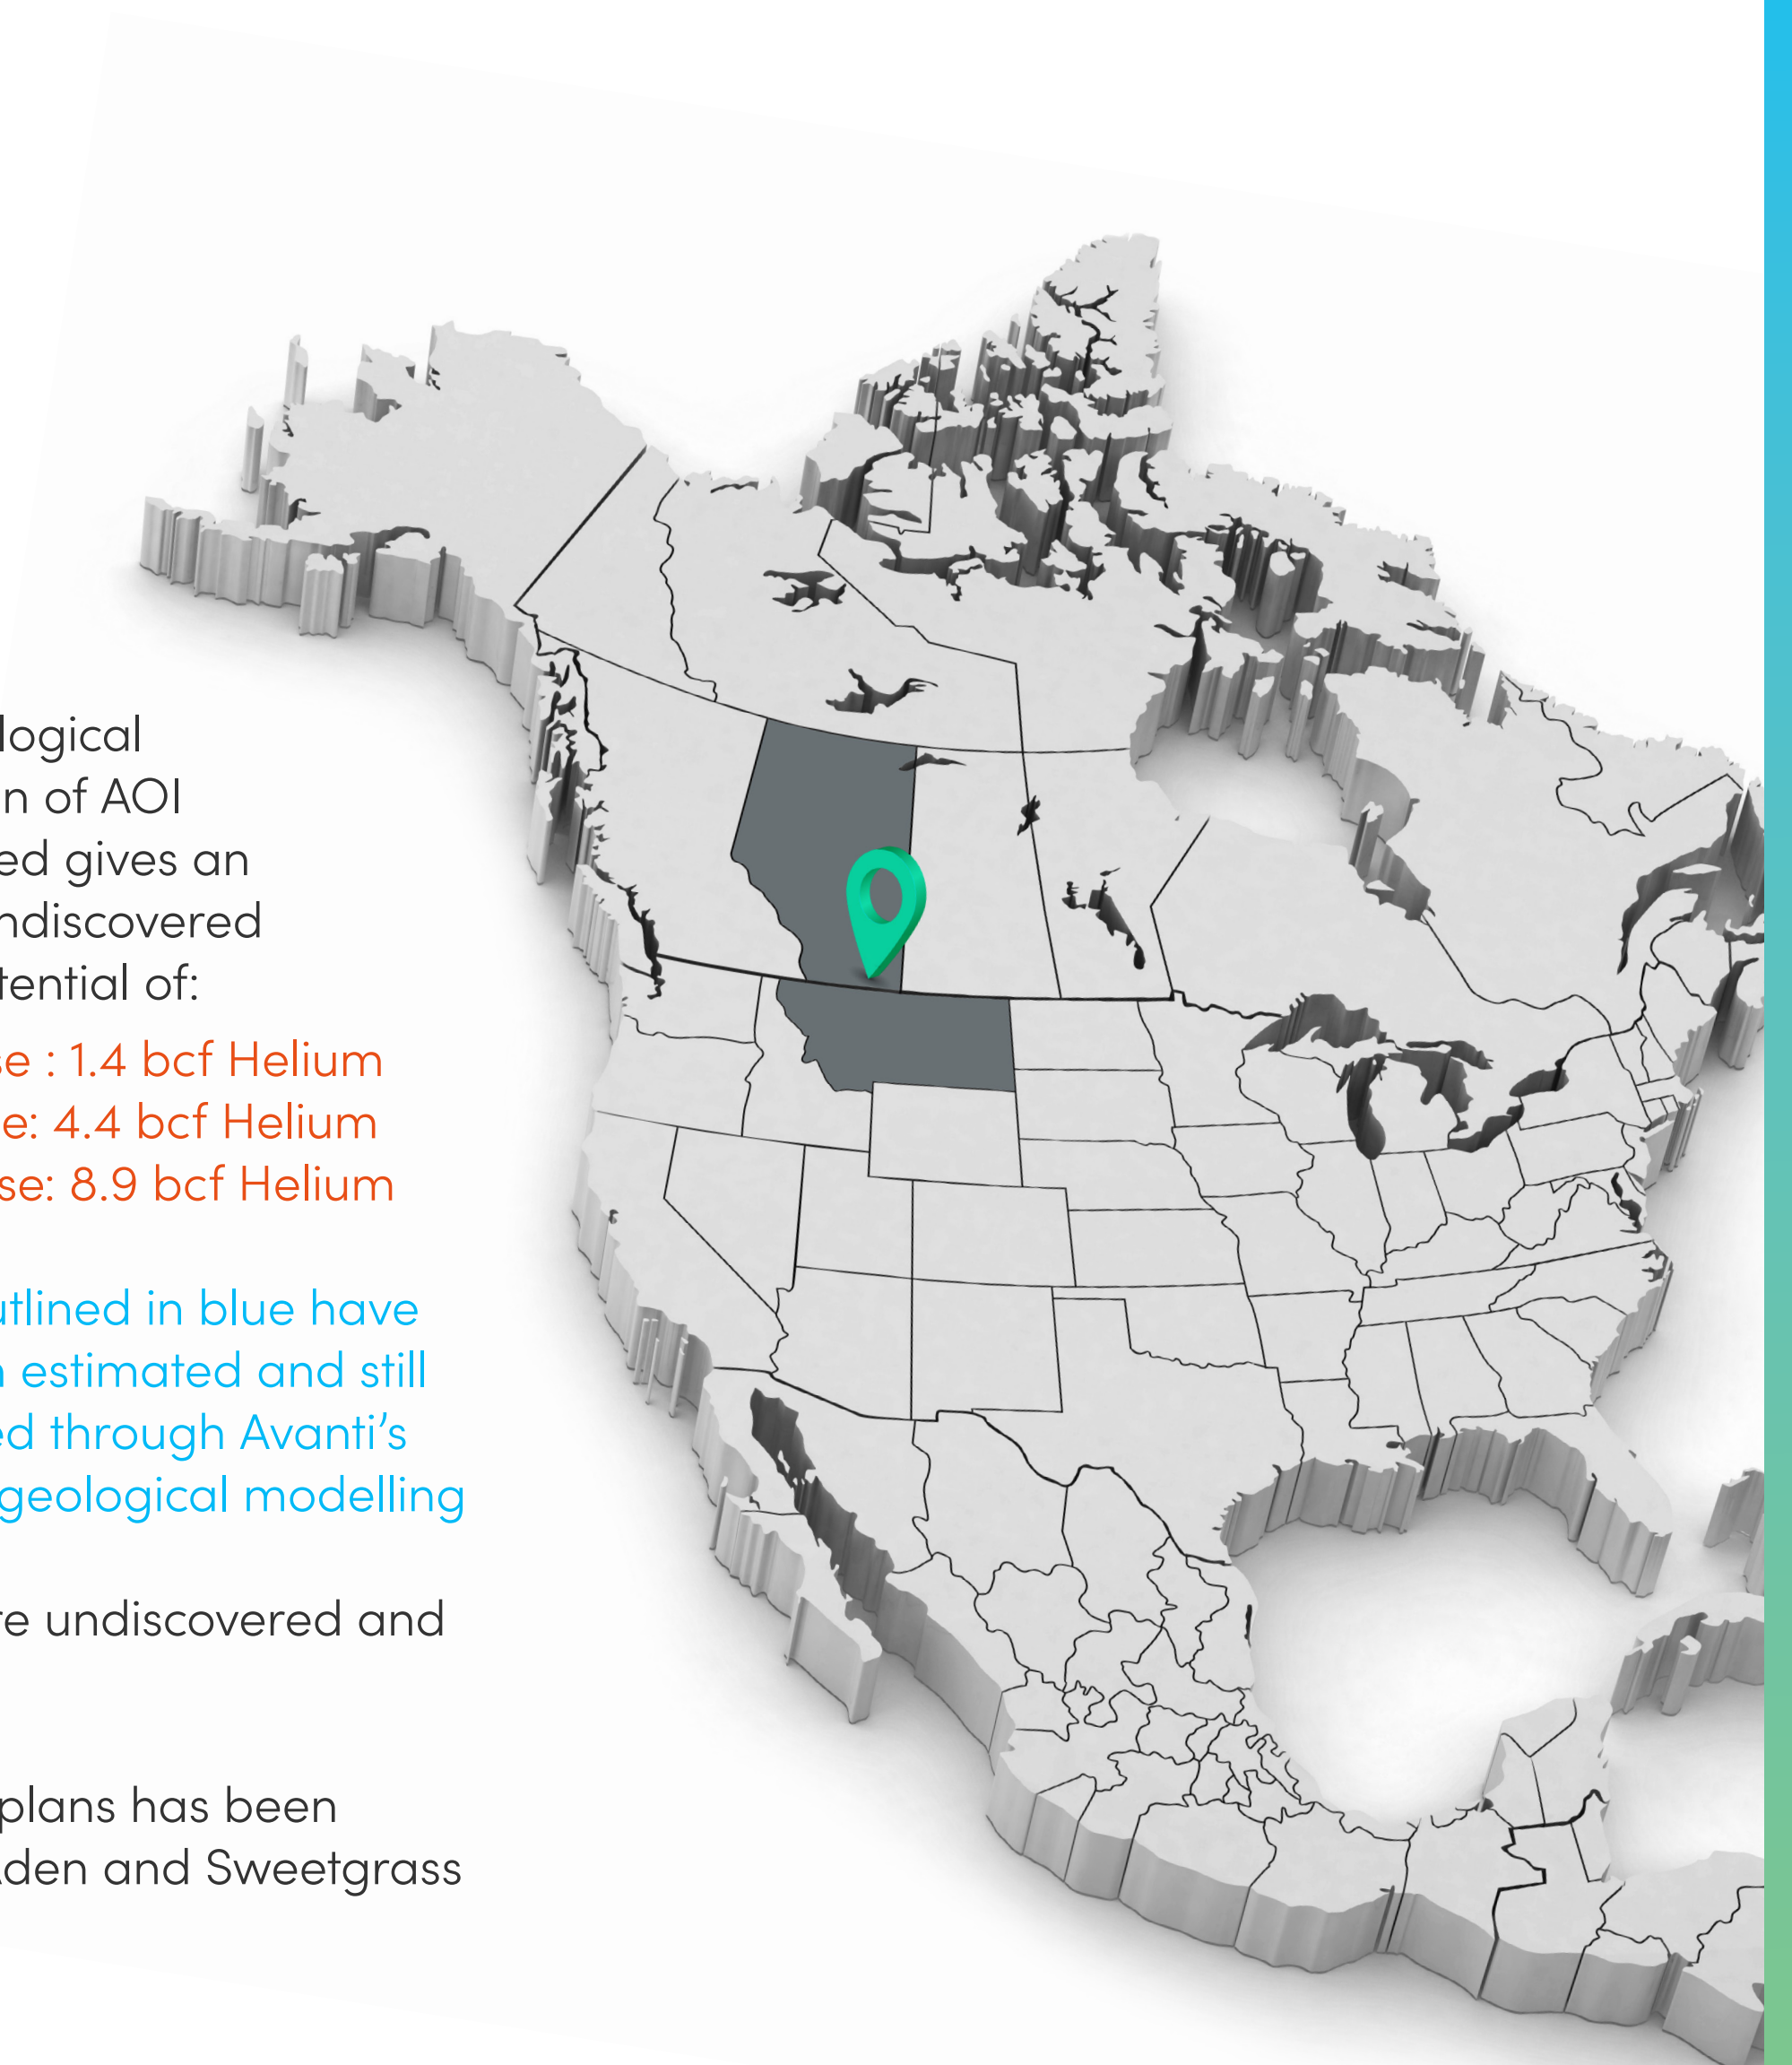 logical
n of AOI
ed gives an
ndiscovered
tential of:
se : 1.4 bcf Helium
e: 4.4 bcf Helium
se: 8.9 bcf Helium
utlined in blue have
n estimated and still
ed through Avanti’s
geological modelling
re undiscovered and
plans has been
den and Sweetgrass